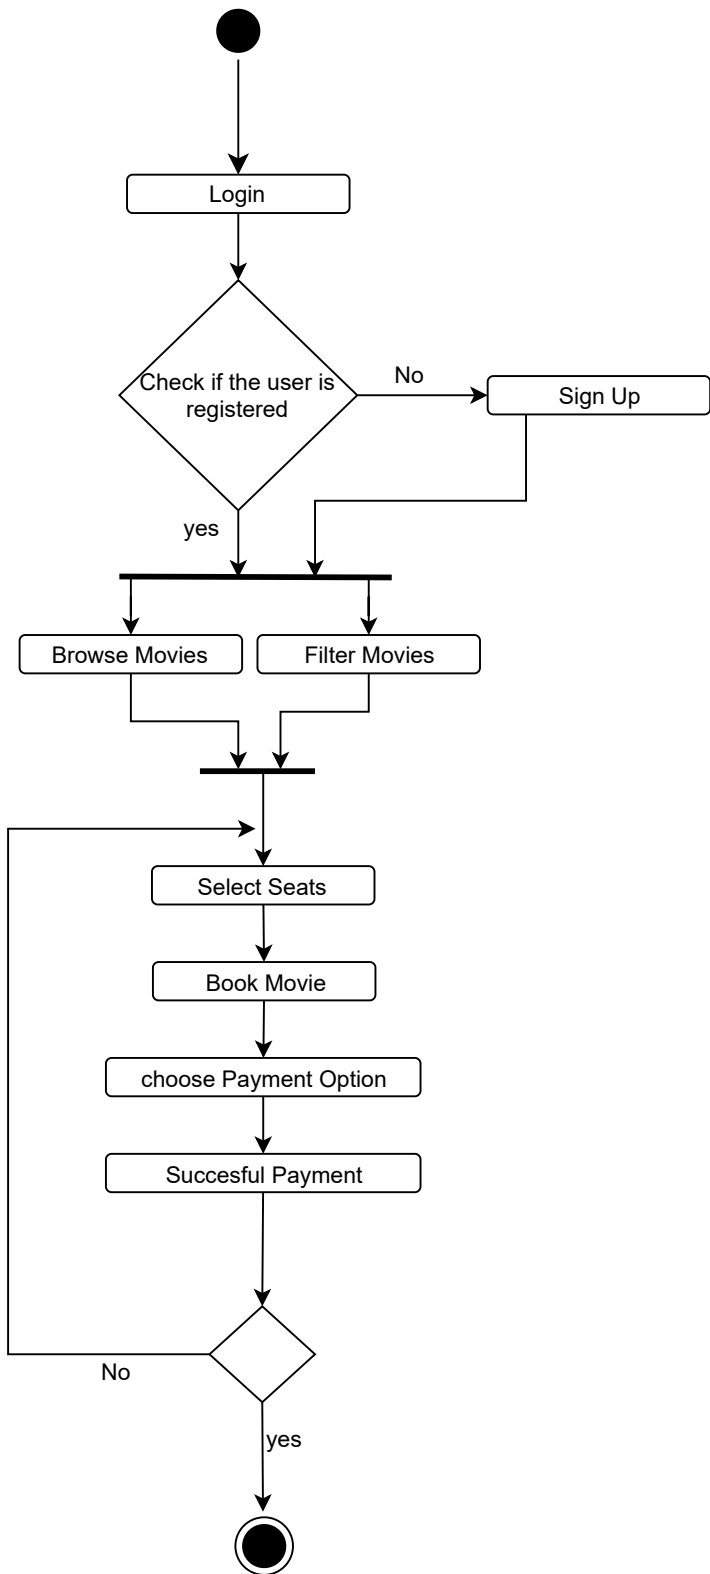 Login
Check if the user is
registered
No
Sign Up
yes
Browse Movies
Filter Movies
Select Seats
Book Movie
choose Payment Option
Succesful Payment
No
yes